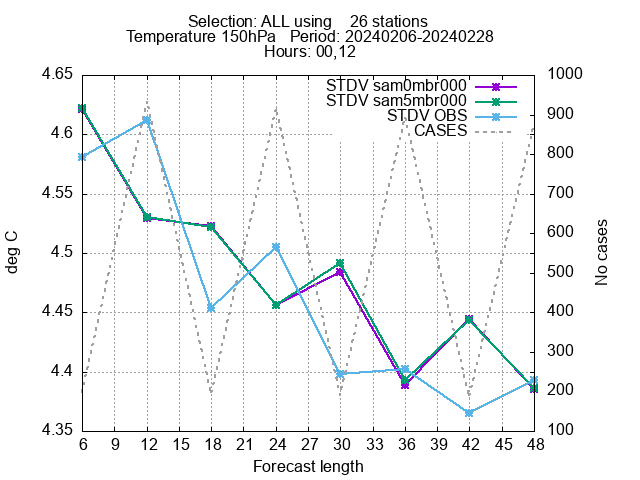 Selection: ALL using    26 stations
Temperature 150hPa   Period: 20240206-20240228
Hours: 00,12
4.65
4.6
4.55
4.5
4.45
4.4
4.35
deg C
STDV sam0mbr000
STDV sam5mbr000
STDV OBS
CASES
1000
900
800
700
600
500
400
300
200
100
No cases
6 9 12 15 18 21 24 27 30 33 36 39 42 45 48
Forecast length